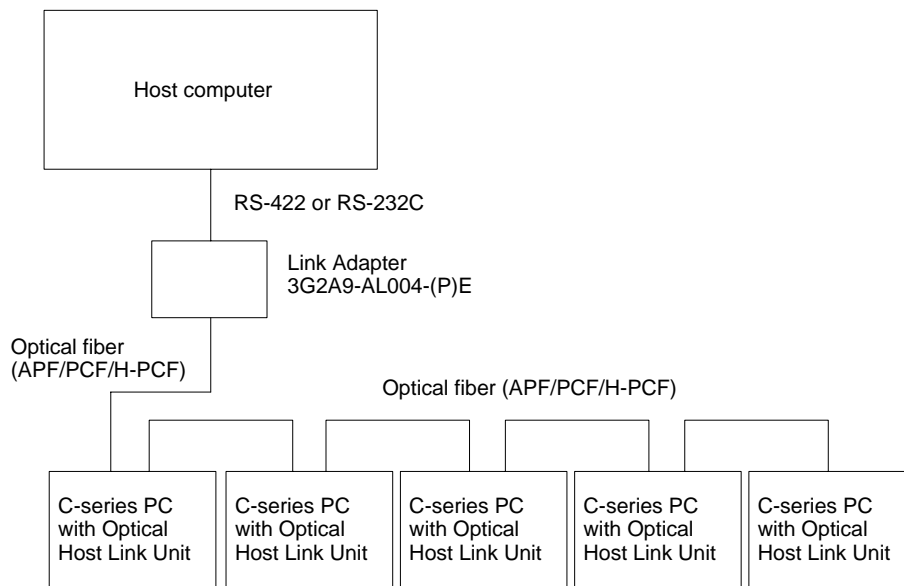 Host computer
RS-422 or RS-232C
Link Adapter
3G2A9-AL004-(P)E
Optical fiber
(APF/PCF/H-PCF)
Optical fiber (APF/PCF/H-PCF)
C-series PC
with Optical
Host Link Unit
C-series PC
with Optical
Host Link Unit
C-series PC
with Optical
Host Link Unit
C-series PC
with Optical
Host Link Unit
C-series PC
with Optical
Host Link Unit